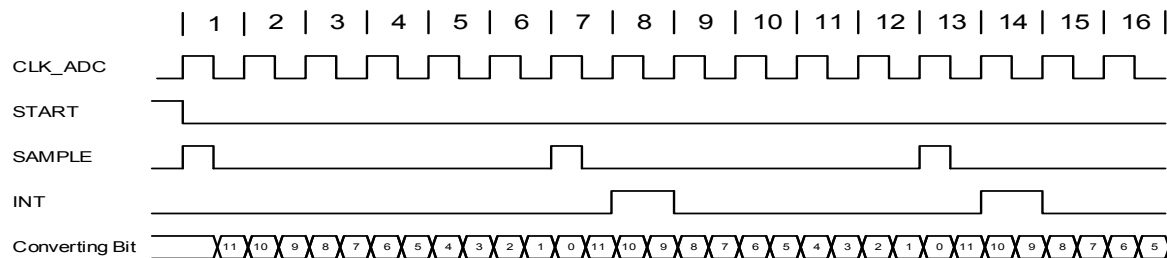 | 1 | 2 | 3 | 4 | 5 | 6 | 7 | 8 | 9 | 10 | 11 | 12 | 13 | 14 | 15 | 16 |
CLK_ADC
START
SAMPLE
INT
Converting Bit 11 10 9 8 7 6 5 4 3 2 1 0 11 10 9 8 7 6 5 4 3 2 1 0 11 10 9 8 7 6 5